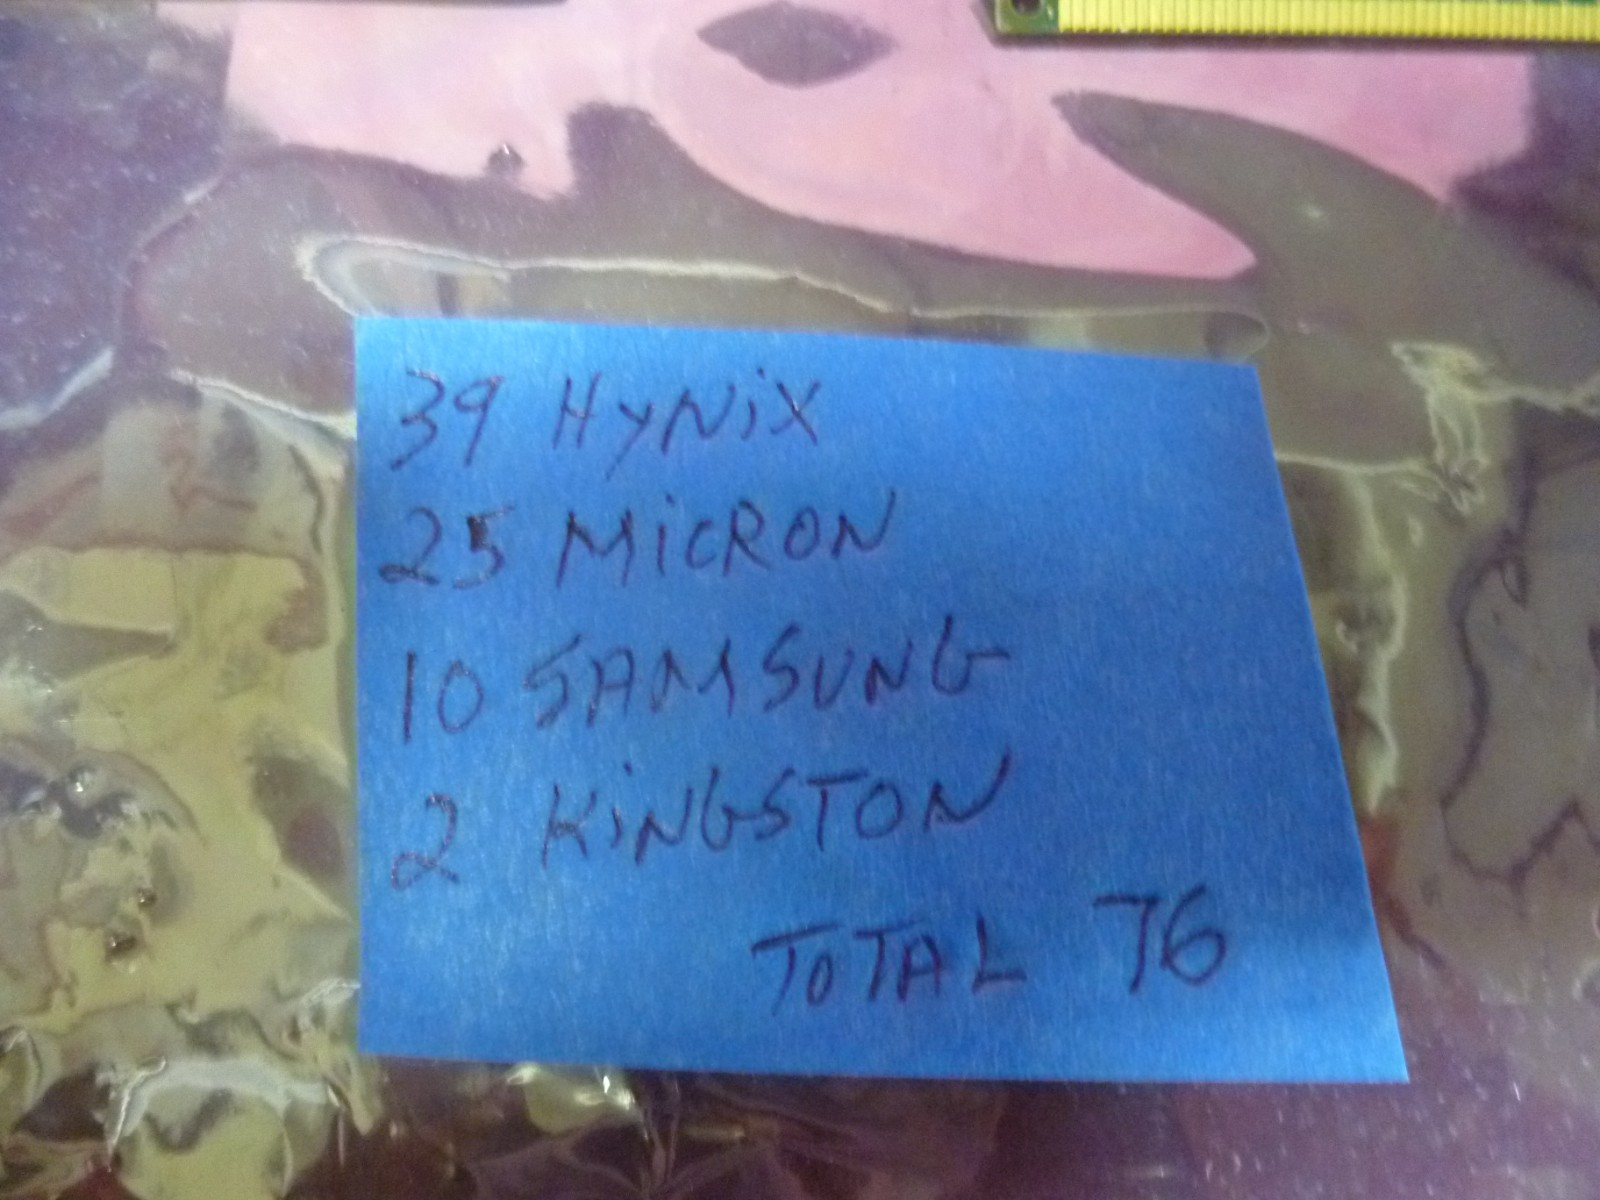 39 HyNiX
25 MiCRON
10 SAMSUNG
2 KiNGSTON
ToTAL 76